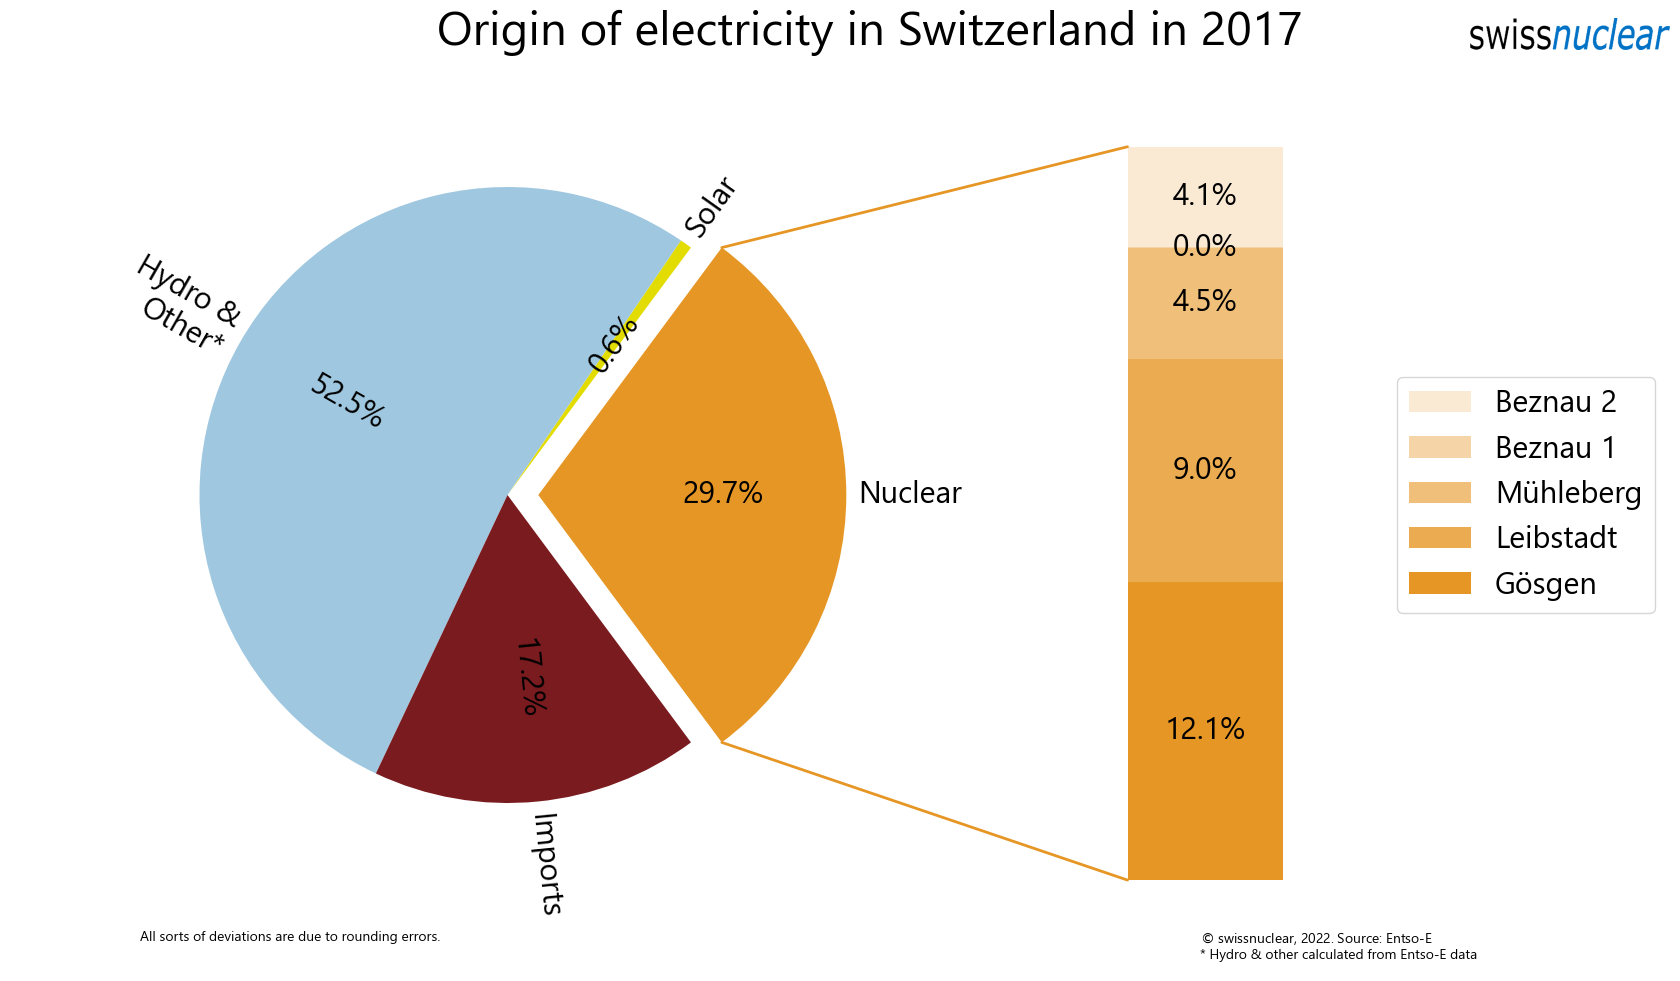 Origin of electricity in Switzerland in 2017
swissnuclear
Solar
Hydro &
Other*
0.6%
52.5%
29.7%
Nuclear
17.2%
Imports
4.1%
0.0%
4.5%
9.0%
12.1%
Beznau 2
Beznau 1
Mühleberg
Leibstadt
Gösgen
All sorts of deviations are due to rounding errors.
© swissnuclear, 2022. Source: Entso-E
* Hydro & other calculated from Entso-E data